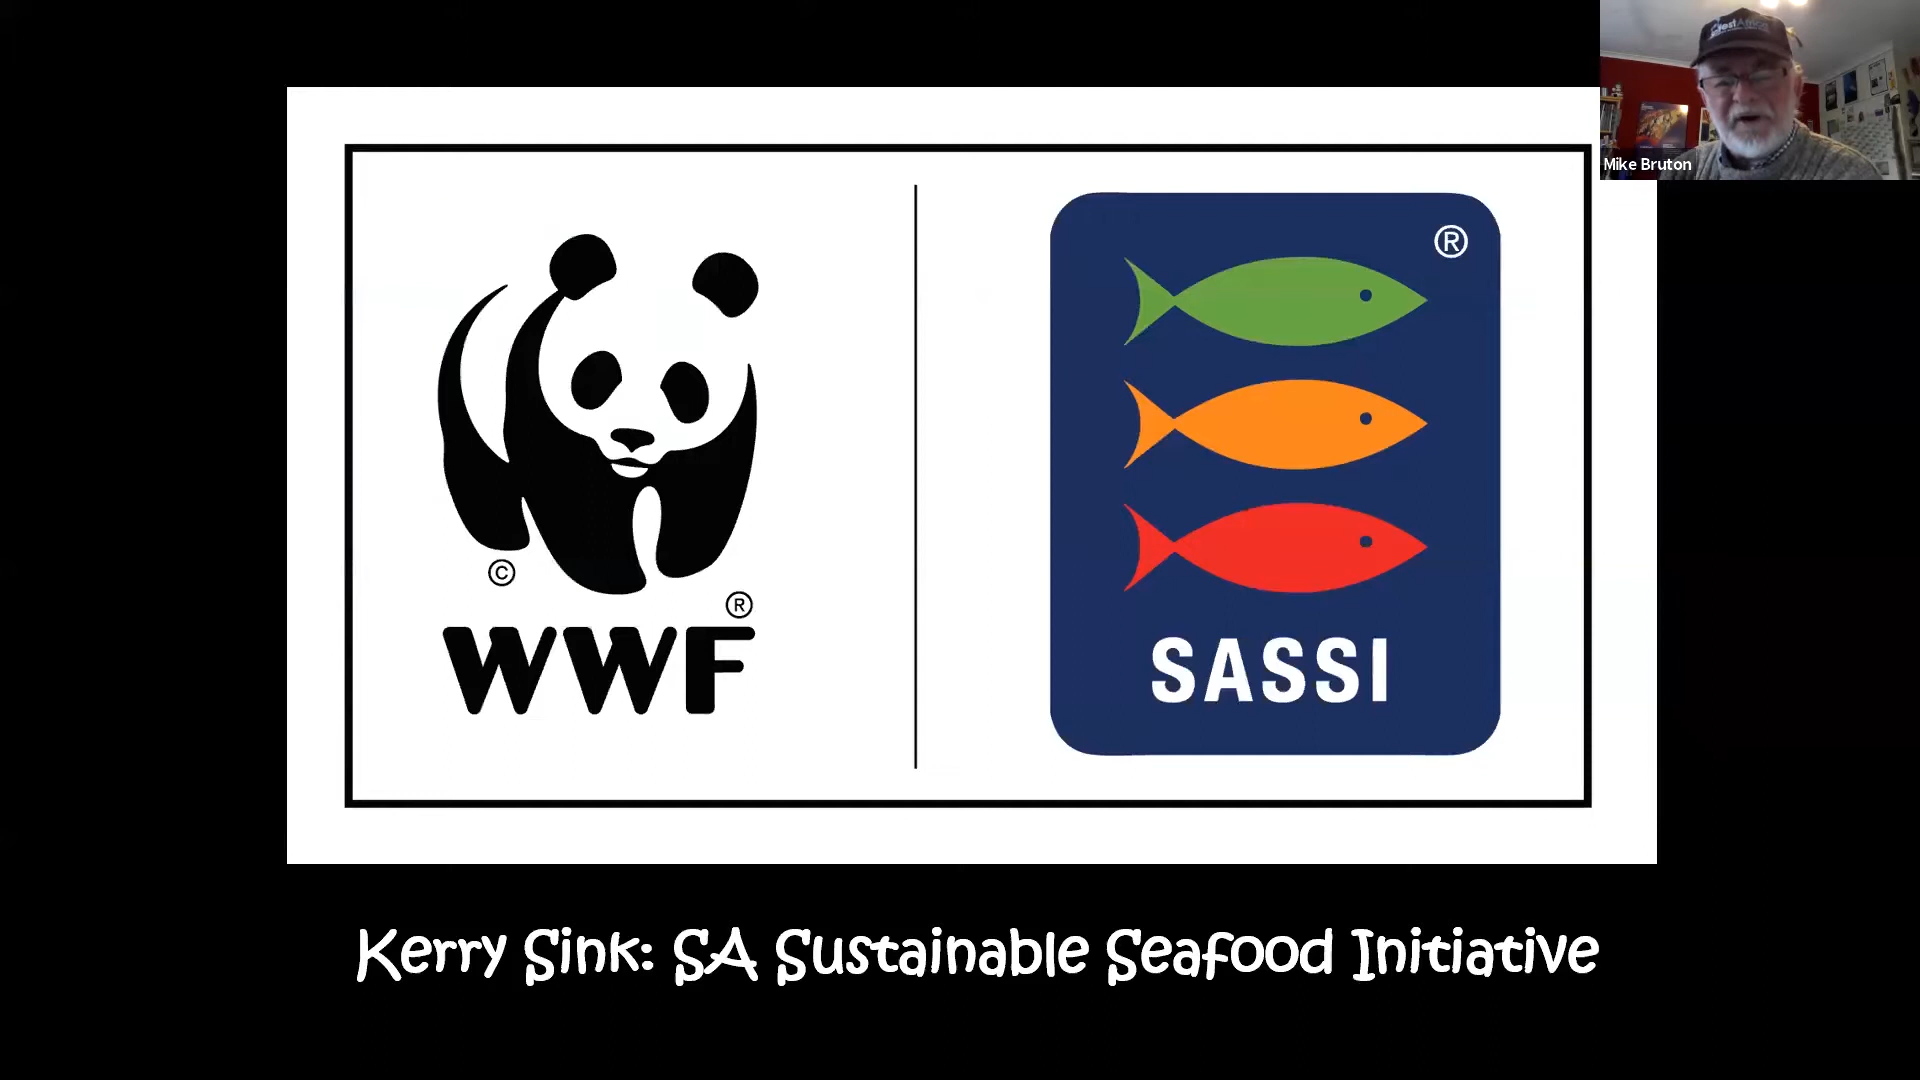 Mike Bruton
®
©
®
WWF
SASSI
Kerry Sink: SA Sustainable Seafood Initiative